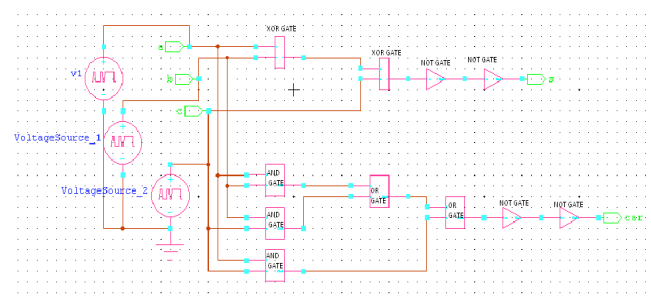 XOR GATE
a
XOR GATE
NOT GATE
NOT GATE
v1
b
s
c
VoltageSource_1
AND
GATE
VoltageSource_2
OR
GATE
OR
GATE
NOT GATE
NOT GATE
AND
GATE
car
AND
GATE